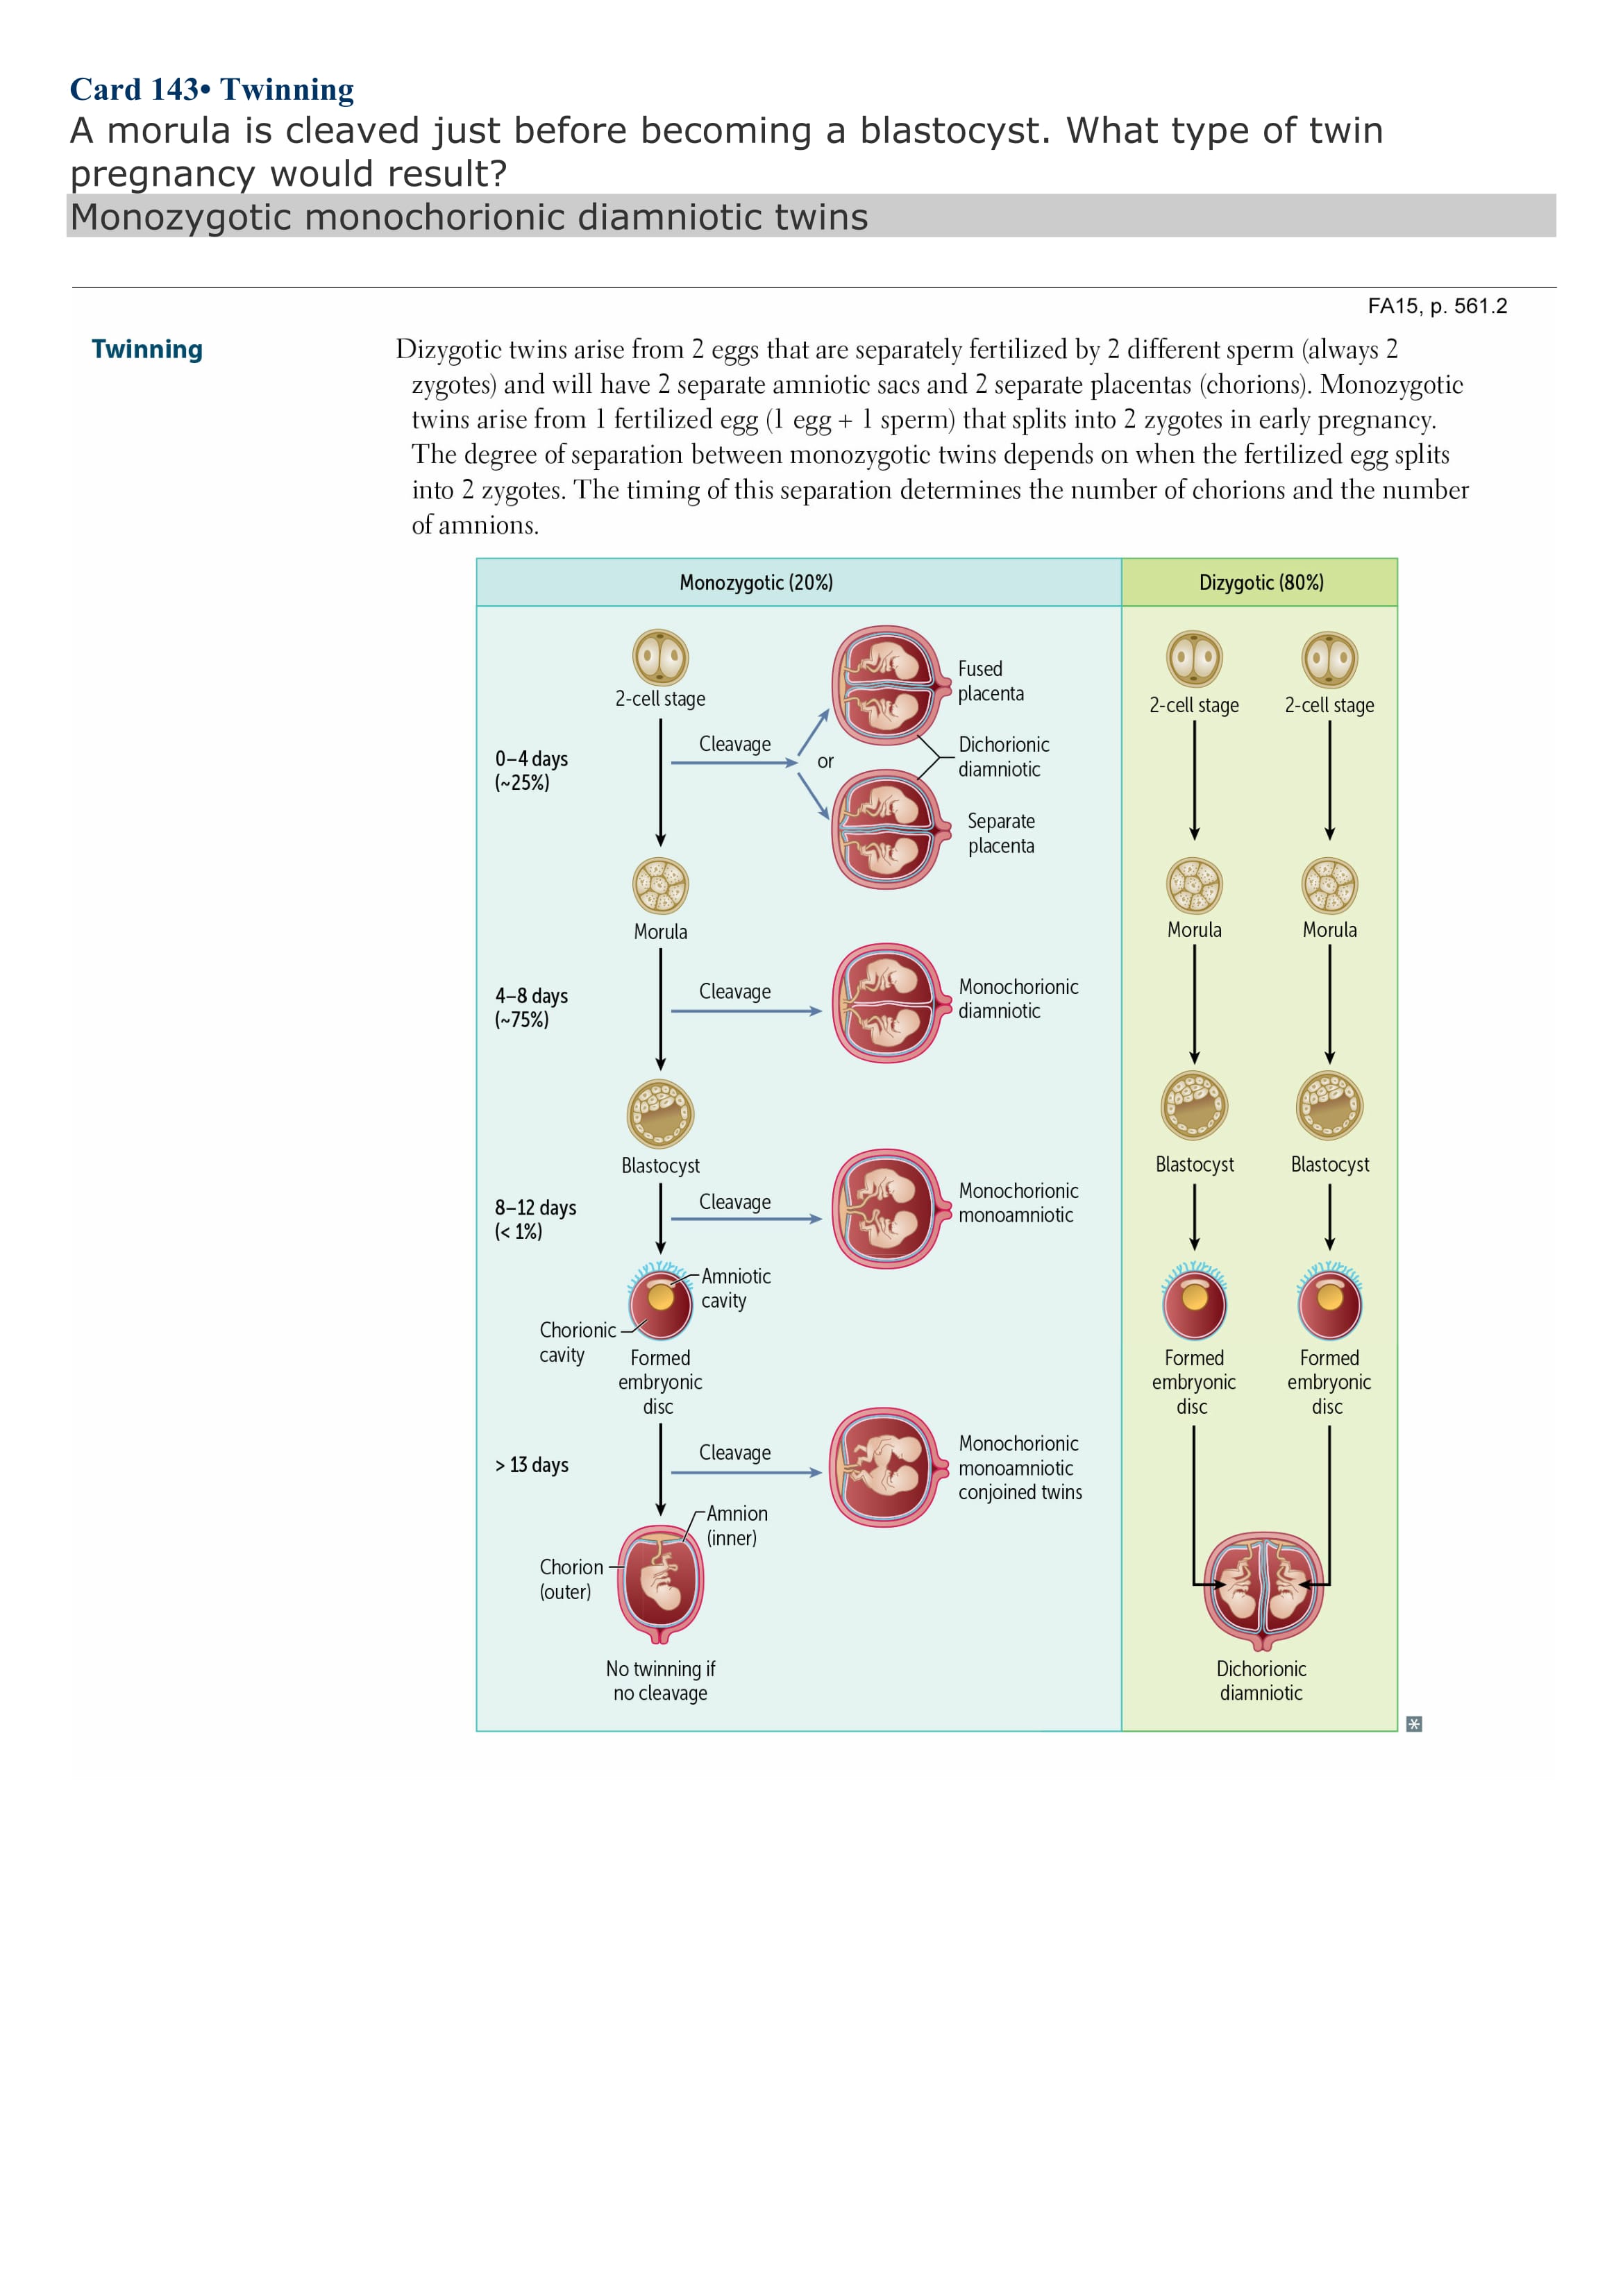 Card 143• Twinning
A morula is cleaved just before becoming a blastocyst. What type of twin
pregnancy would result?
Monozygotic monochorionic diamniotic twins
FA15, p. 561.2
Twinning
Dizygotic twins arise from 2 eggs that are separately fertilized by 2 different sperm (always 2
zygotes) and will have 2 separate amniotic sacs and 2 separate placentas (chorions). Monozygotic
twins arise from 1 fertilized egg (1 egg + 1 sperm) that splits into 2 zygotes in early pregnancy.
The degree of separation between monozygotic twins depends on when the fertilized egg splits
into 2 zygotes. The timing of this separation determines the number of chorions and the number
of amnions.
Monozygotic (20%)
Dizygotic (80%)
2-cell stage
0–4 days
(~25%)
Cleavage
or
Fused
placenta
Dichorionic
diamniotic
Separate
placenta
Morula
4–8 days
(~75%)
Cleavage
Monochorionic
diamniotic
Blastocyst
8–12 days
(< 1%)
Cleavage
Monochorionic
monoamniotic
Amniotic
cavity
Chorionic
cavity
Formed
embryonic
disc
> 13 days
Cleavage
Monochorionic
monoamniotic
conjoined twins
Amnion
(inner)
Chorion
(outer)
No twinning if
no cleavage
2-cell stage
2-cell stage
Morula
Morula
Blastocyst
Blastocyst
Formed
embryonic
disc
Formed
embryonic
disc
Dichorionic
diamniotic